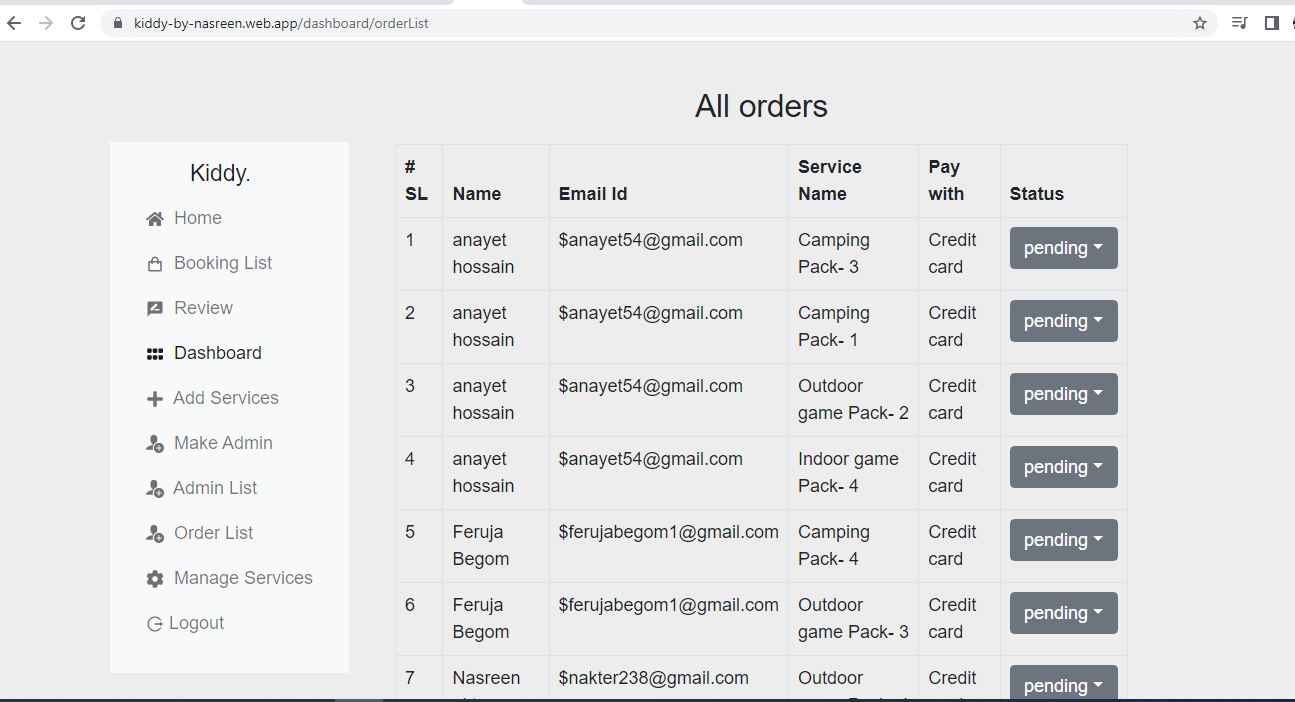 kiddy-by-nasreen.web.app/dashboard/orderList
All orders
Kiddy.
Home
Booking List
Review
Dashboard
Add Services
Make Admin
Admin List
Order List
Manage Services
Logout
# SL Name Email Id Service Name Pay with Status
1 anayet hossain $anayet54@gmail.com Camping Pack- 3 Credit card pending
2 anayet hossain $anayet54@gmail.com Camping Pack- 1 Credit card pending
3 anayet hossain $anayet54@gmail.com Outdoor game Pack- 2 Credit card pending
4 anayet hossain $anayet54@gmail.com Indoor game Pack- 4 Credit card pending
5 Feruja Begom $ferujabegom1@gmail.com Camping Pack- 4 Credit card pending
6 Feruja Begom $ferujabegom1@gmail.com Outdoor game Pack- 3 Credit card pending
7 Nasreen $nakter238@gmail.com Outdoor Credit pending